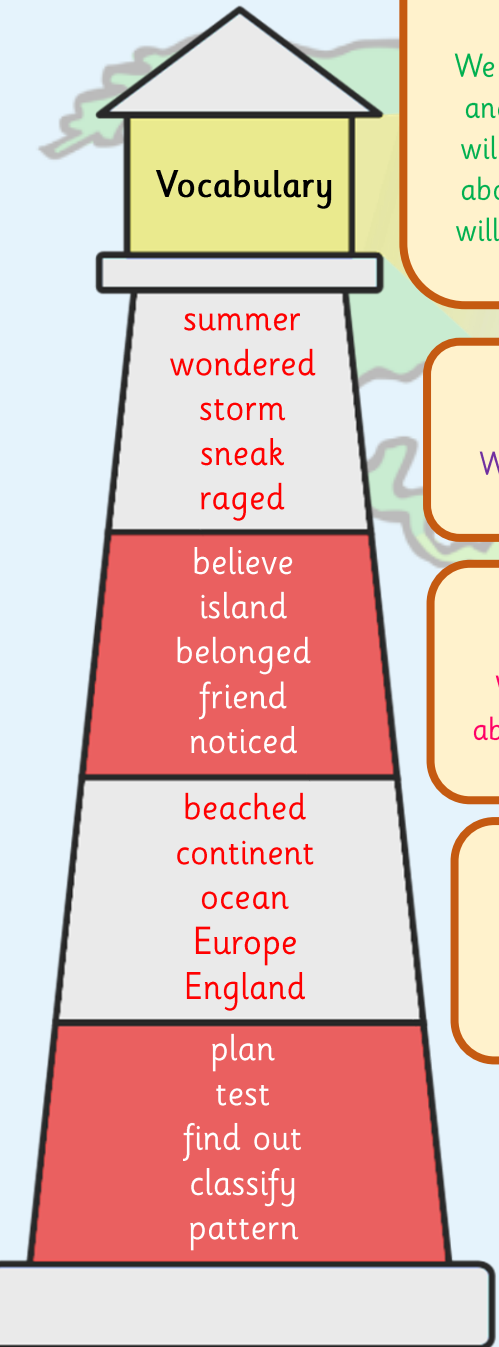 Vocabulary
summer
wondered
storm
sneak
raged
believe
island
belonged
friend
noticed
beached
continent
ocean
Europe
England
plan
test
find out
classify
pattern
We